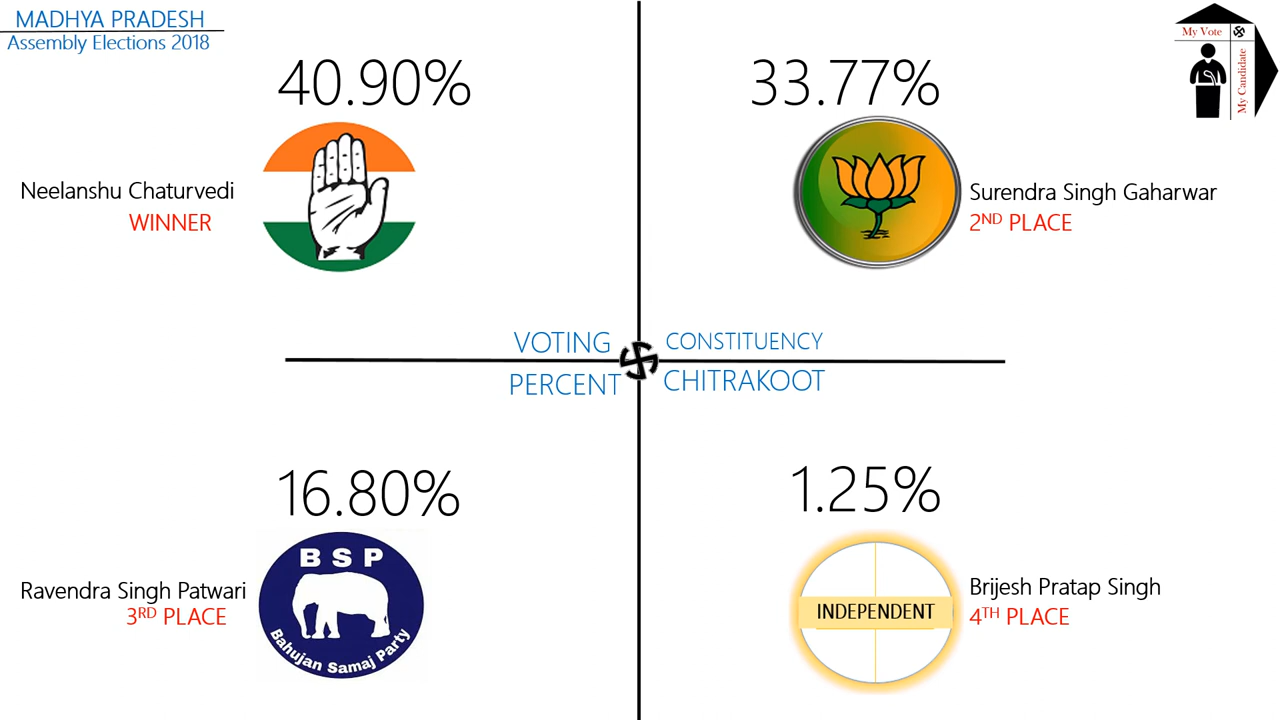 MADHYA PRADESH
Assembly Elections 2018
My Vote
My Candidate
40.90%
Neelanshu Chaturvedi
WINNER
33.77%
Surendra Singh Gaharwar
2ND PLACE
VOTING
PERCENT
CONSTITUENCY
CHITRAKOOT
16.80%
BSP
Bahujan Samaj Party
Ravendra Singh Patwari
3RD PLACE
1.25%
INDEPENDENT
Brijesh Pratap Singh
4TH PLACE